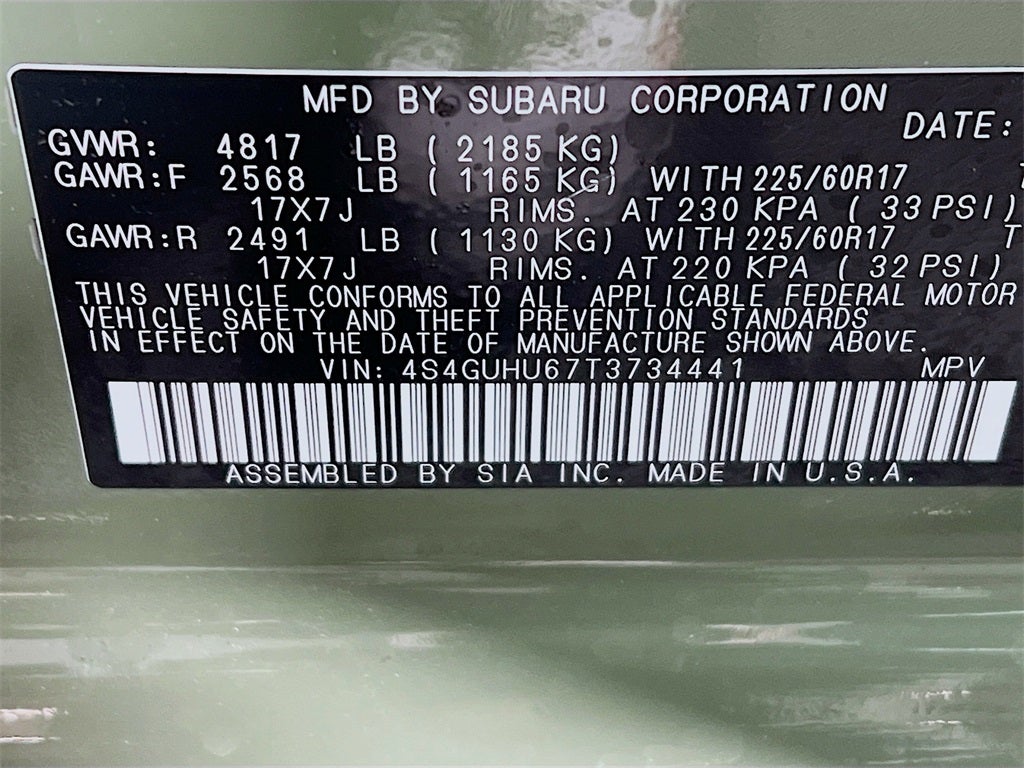 MFD BY SUBARU CORPORATION
DATE:
GVWR: 4817 LB ( 2185 KG)
GAWR:F 2568 LB ( 1165 KG) WITH 225/60R17 T
17X7J RIMS. AT 230 KPA ( 33 PSI)
GAWR:R 2491 LB ( 1130 KG) WITH 225/60R17 T
17X7J RIMS. AT 220 KPA ( 32 PSI)
THIS VEHICLE CONFORMS TO ALL APPLICABLE FEDERAL MOTOR
VEHICLE SAFETY AND THEFT PREVENTION STANDARDS
IN EFFECT ON THE DATE OF MANUFACTURE SHOWN ABOVE.
VIN: 4S4GUHU67T3734441 MPV
ASSEMBLED BY SIA INC. MADE IN U.S.A.